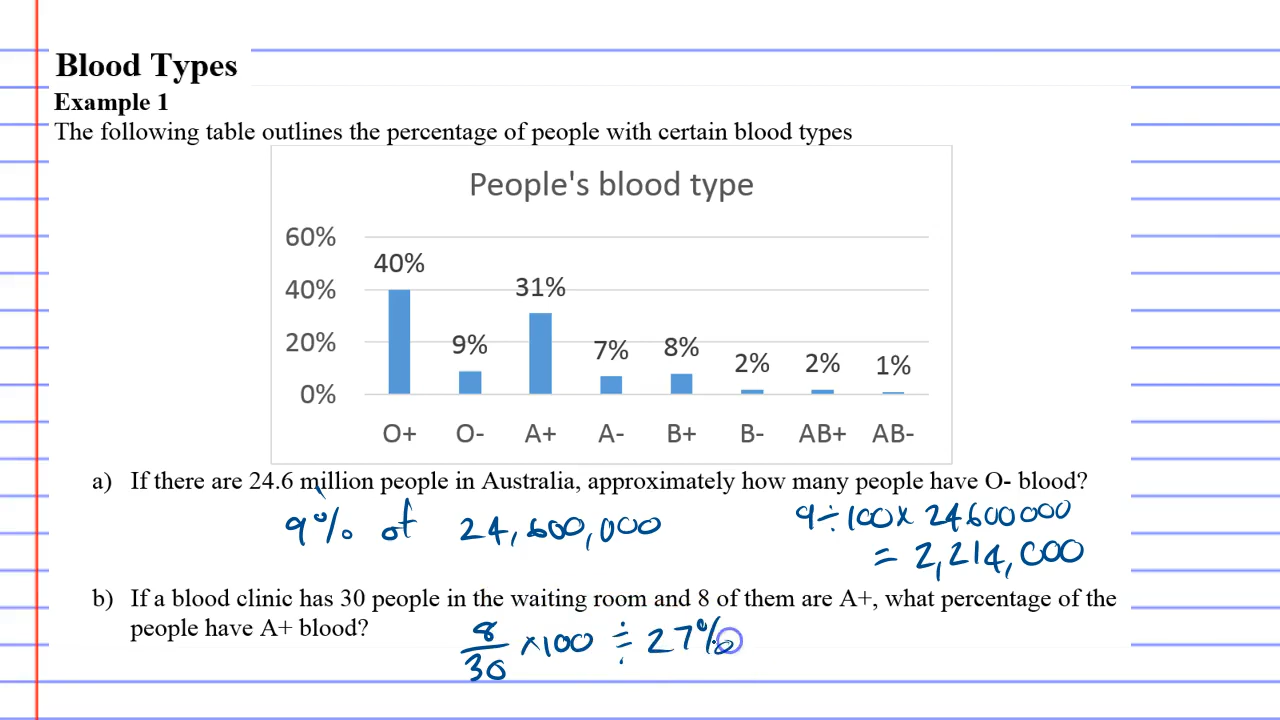 Blood Types
Example 1
The following table outlines the percentage of people with certain blood types
People's blood type
60%
40%
20%
0%
40%
9%
31%
7%
8%
2%
2%
1%
O+ O- A+ A- B+ B- AB+ AB-
a) If there are 24.6 million people in Australia, approximately how many people have O- blood?
9% of 24,600,000
9÷100× 24600000
= 2,214,000
b) If a blood clinic has 30 people in the waiting room and 8 of them are A+, what percentage of the
people have A+ blood?
8/30 ×100 ≑ 27%